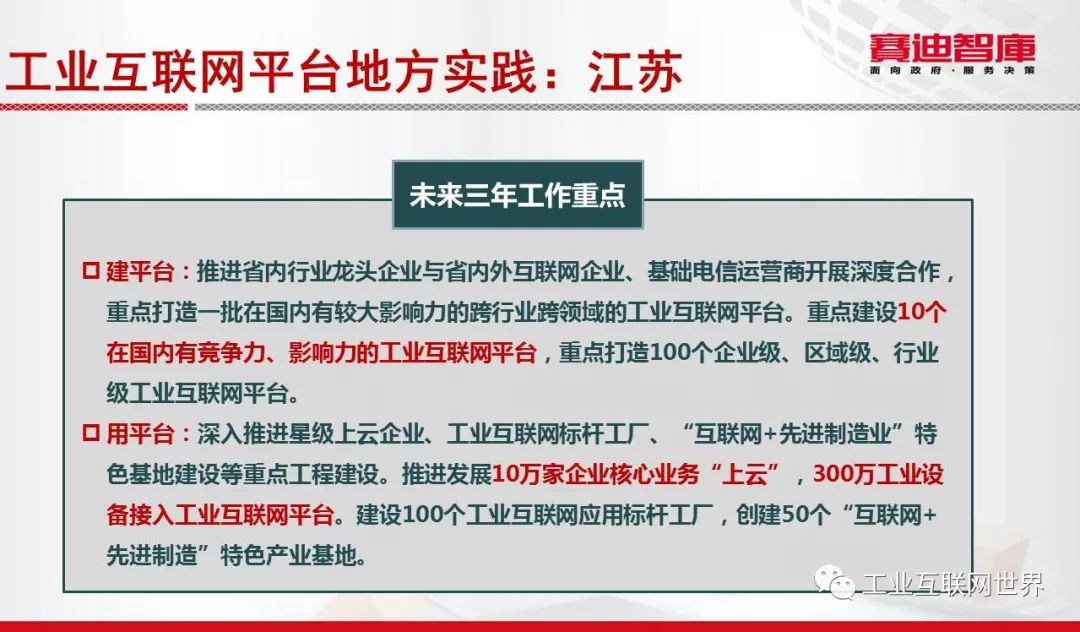 工业互联网平台地方实践：江苏
赛迪智库
面向政府·服务决策
未来三年工作重点
建平台：推进省内行业龙头企业与省内外互联网企业、基础电信运营商开展深度合作，
重点打造一批在国内有较大影响力的跨行业跨领域的工业互联网平台。重点建设10个
在国内有竞争力、影响力的工业互联网平台，重点打造100个企业级、区域级、行业
级工业互联网平台。
用平台：深入推进星级上云企业、工业互联网标杆工厂、“互联网+先进制造业”特
色基地建设等重点工程建设。推进发展10万家企业核心业务“上云”，300万工业设
备接入工业互联网平台。建设100个工业互联网应用标杆工厂，创建50个“互联网+
先进制造”特色产业基地。
工业互联网世界